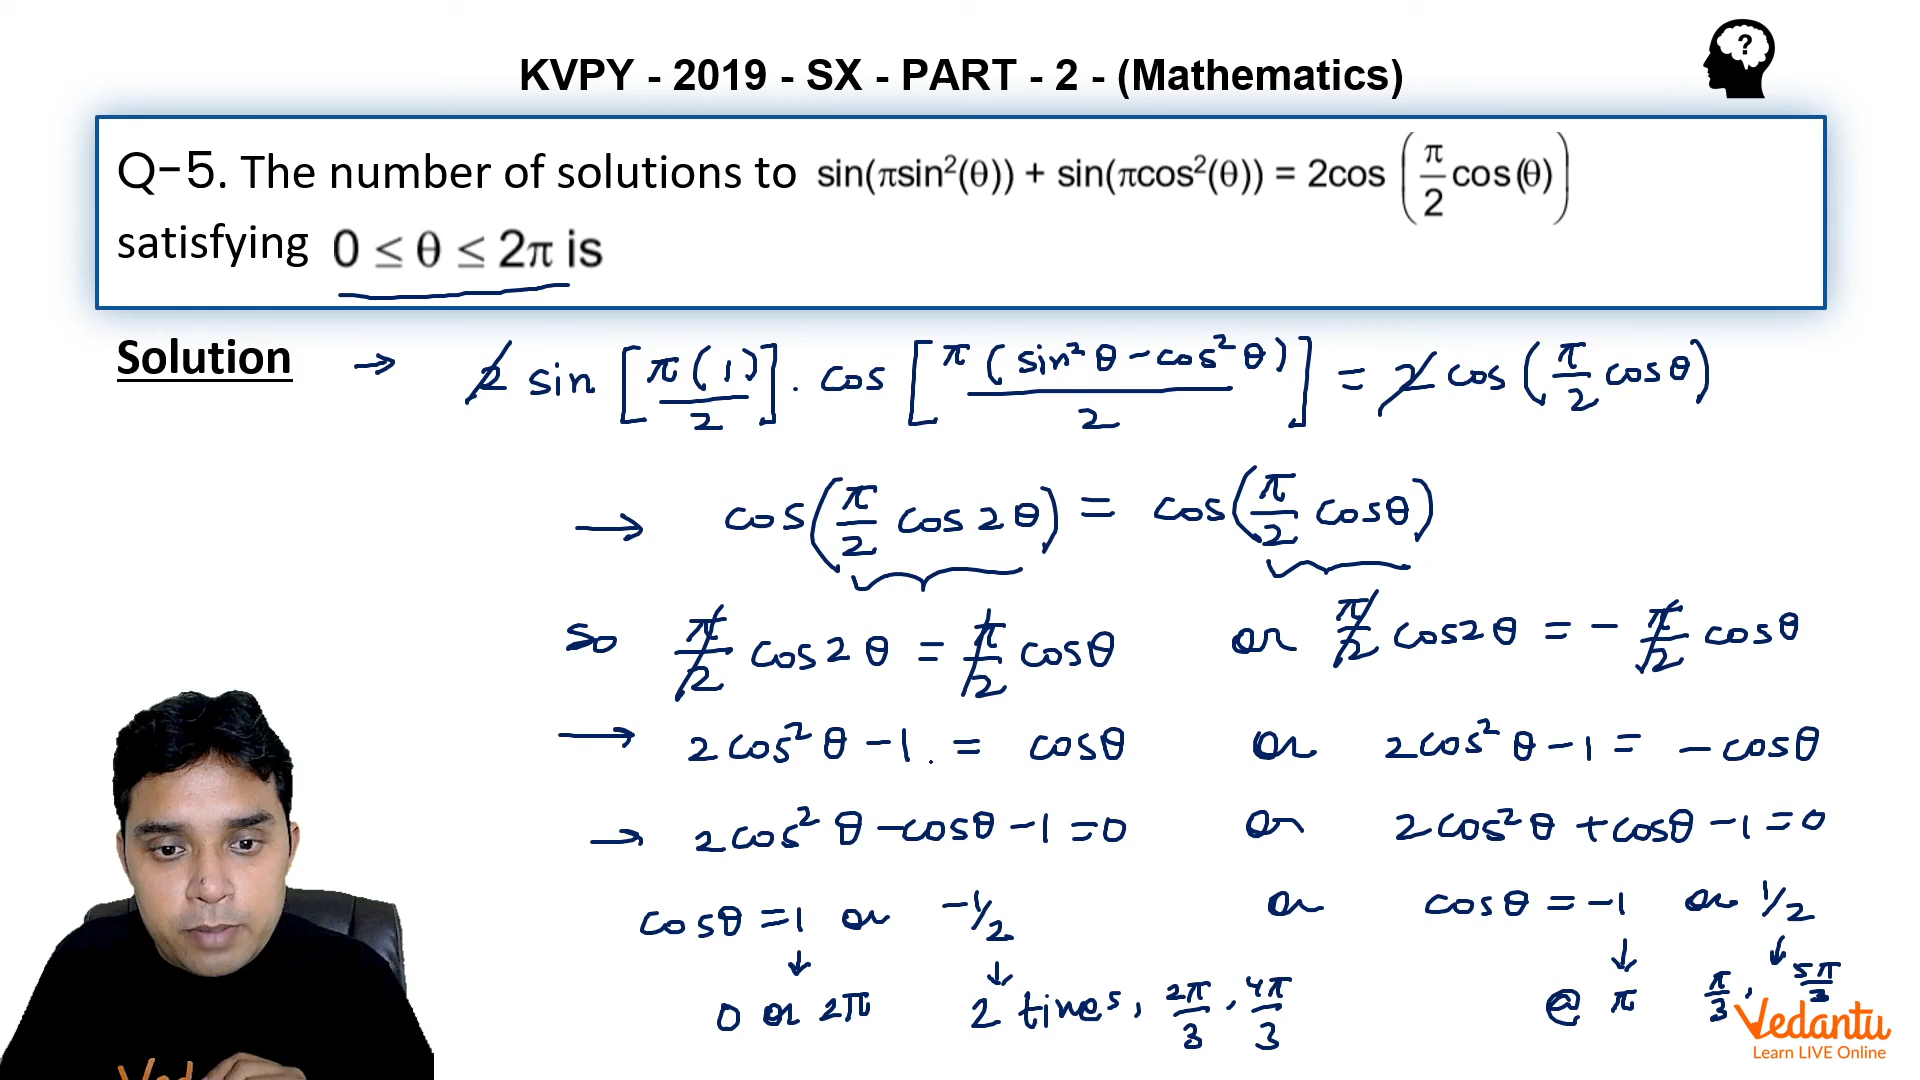 KVPY - 2019 - SX - PART - 2 - (Mathematics)
?
Q-5. The number of solutions to sin(πsin²(θ)) + sin(πcos²(θ)) = 2cos (π/2 cos(θ))
satisfying 0 ≤ θ ≤ 2π is
Solution → 2 sin [π(1)/2] . cos [π(sin²θ - cos²θ)/2] = 2 cos (π/2 cosθ)
→ cos(π/2 cos2θ) = cos(π/2 cosθ)
so π/2 cos2θ = π/2 cosθ or π/2 cos2θ = - π/2 cosθ
→ 2cos²θ - 1 = cosθ or 2cos²θ - 1 = - cosθ
→ 2cos²θ - cosθ - 1 = 0 or 2cos²θ + cosθ - 1 = 0
cosθ = 1 or -1/2 or cosθ = -1 or 1/2
0 or 2π 2 times, 2π/3, 4π/3 @ π π/3, 5π/3
Vedantu
Learn LIVE Online